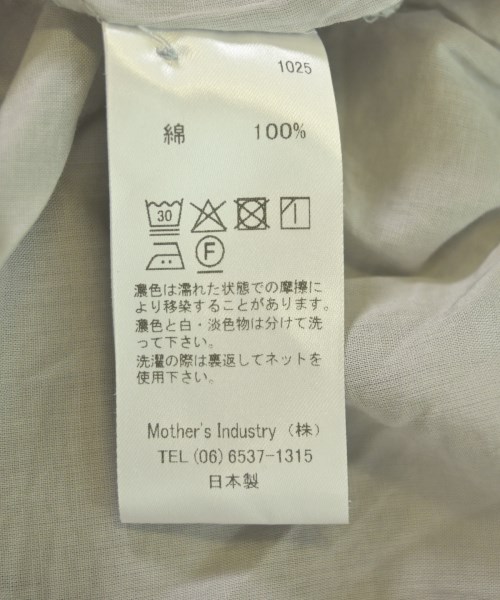 1025
綿 100%
30
F
濃色は濡れた状態での摩擦に
より移染することがあります。
濃色と白・淡色物は分けて洗
って下さい。
洗濯の際は裏返してネットを
使用下さい。
Mother's Industry (株)
TEL (06) 6537-1315
日本製